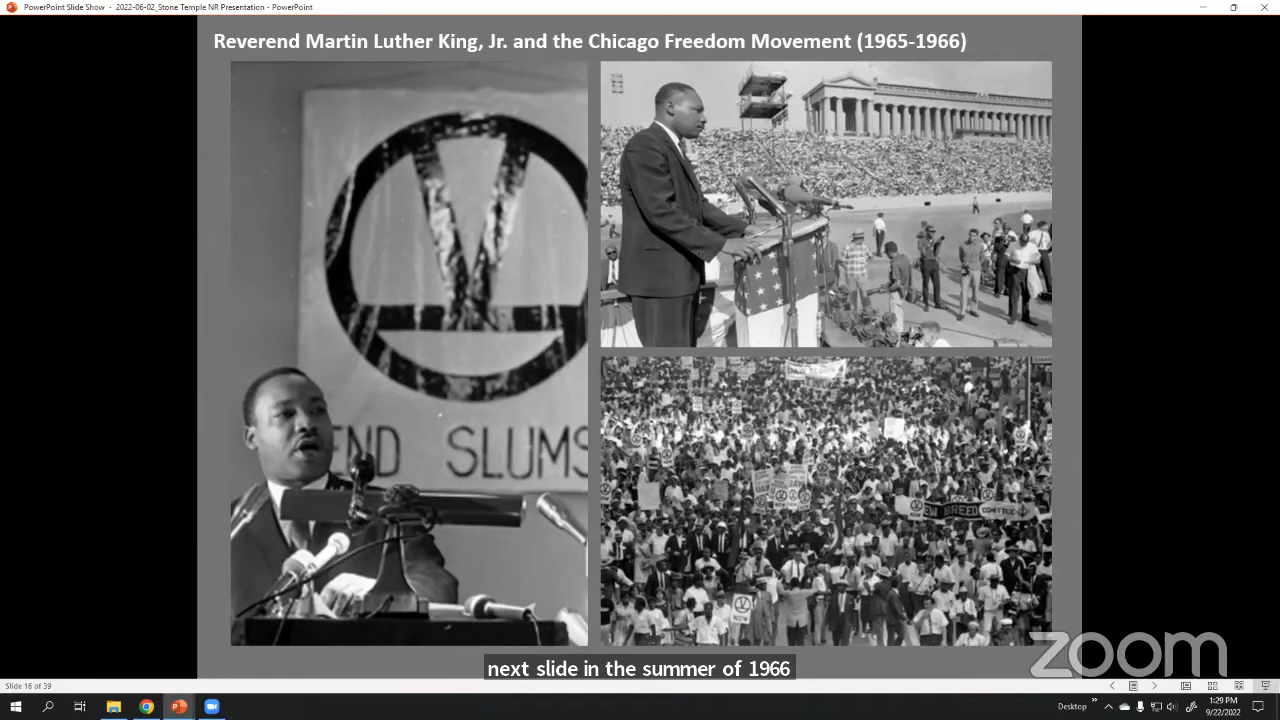 PowerPoint Slide Show - 2022-06-02_Stone Temple NR Presentation - PowerPoint
Reverend Martin Luther King, Jr. and the Chicago Freedom Movement (1965-1966)
END SLUMS
EW BREED COMMITTEE
NOW
next slide in the summer of 1966
zoom
Slide 16 of 39
Desktop
1:29 PM
9/22/2022